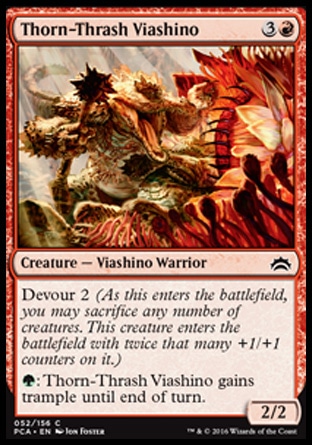 Thorn-Thrash Viashino 3
Creature — Viashino Warrior
Devour 2 (As this enters the battlefield,
you may sacrifice any number of
creatures. This creature enters the
battlefield with twice that many +1/+1
counters on it.)
: Thorn-Thrash Viashino gains
trample until end of turn.
2/2
052/156 C
PCA • EN Jon Foster ™ & © 2016 Wizards of the Coast